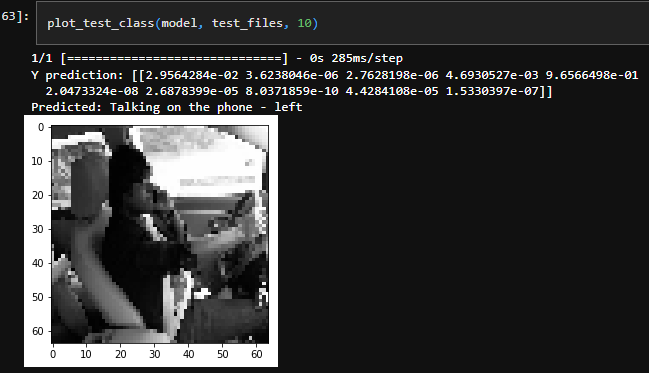 63]:
plot_test_class(model, test_files, 10)
1/1 [==============================] - 0s 285ms/step
Y prediction: [[2.9564284e-02 3.6238046e-06 2.7628198e-06 4.6930527e-03 9.6566498e-01
2.0473324e-08 2.6878399e-05 8.0371859e-10 4.4284108e-05 1.5330397e-07]]
Predicted: Talking on the phone - left
0
10
20
30
40
50
60
0 10 20 30 40 50 60